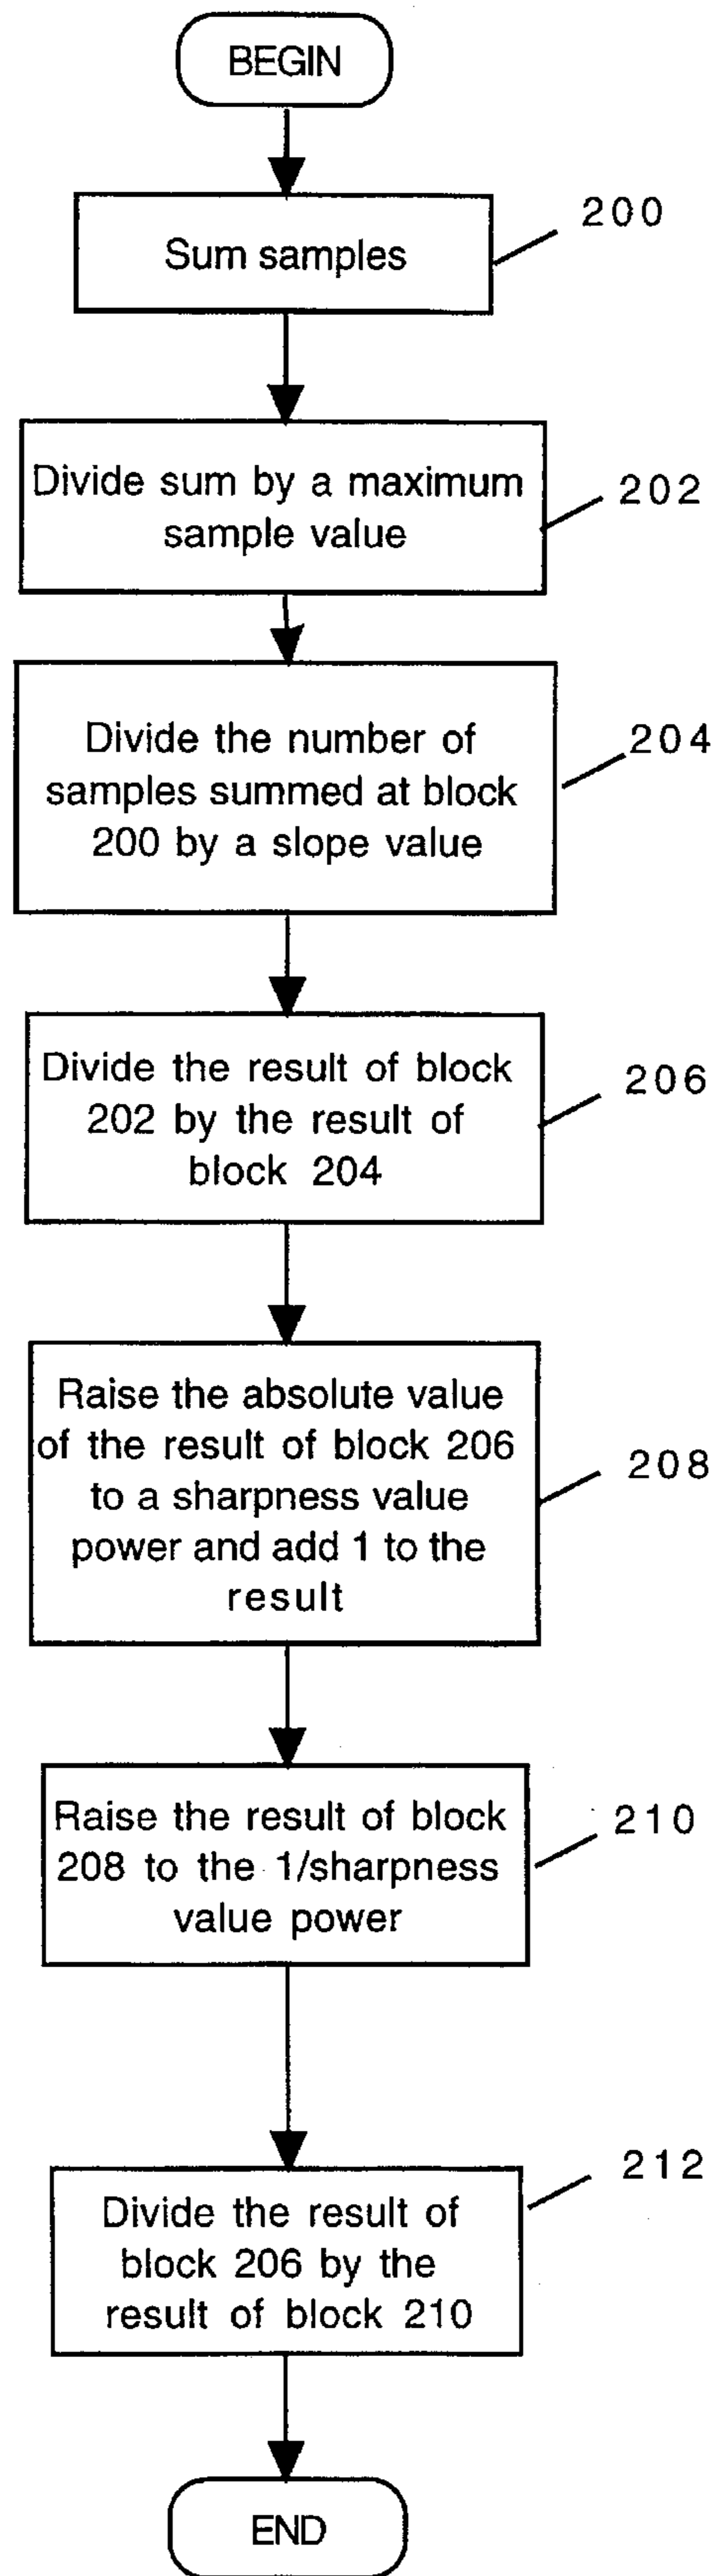 BEGIN
Sum samples
200
Divide sum by a maximum
sample value
202
Divide the number of
samples summed at block
200 by a slope value
204
Divide the result of block
202 by the result of
block 204
206
Raise the absolute value
of the result of block 206
to a sharpness value
power and add 1 to the
result
208
Raise the result of block
208 to the 1/sharpness
value power
210
Divide the result of
block 206 by the
result of block 210
212
END